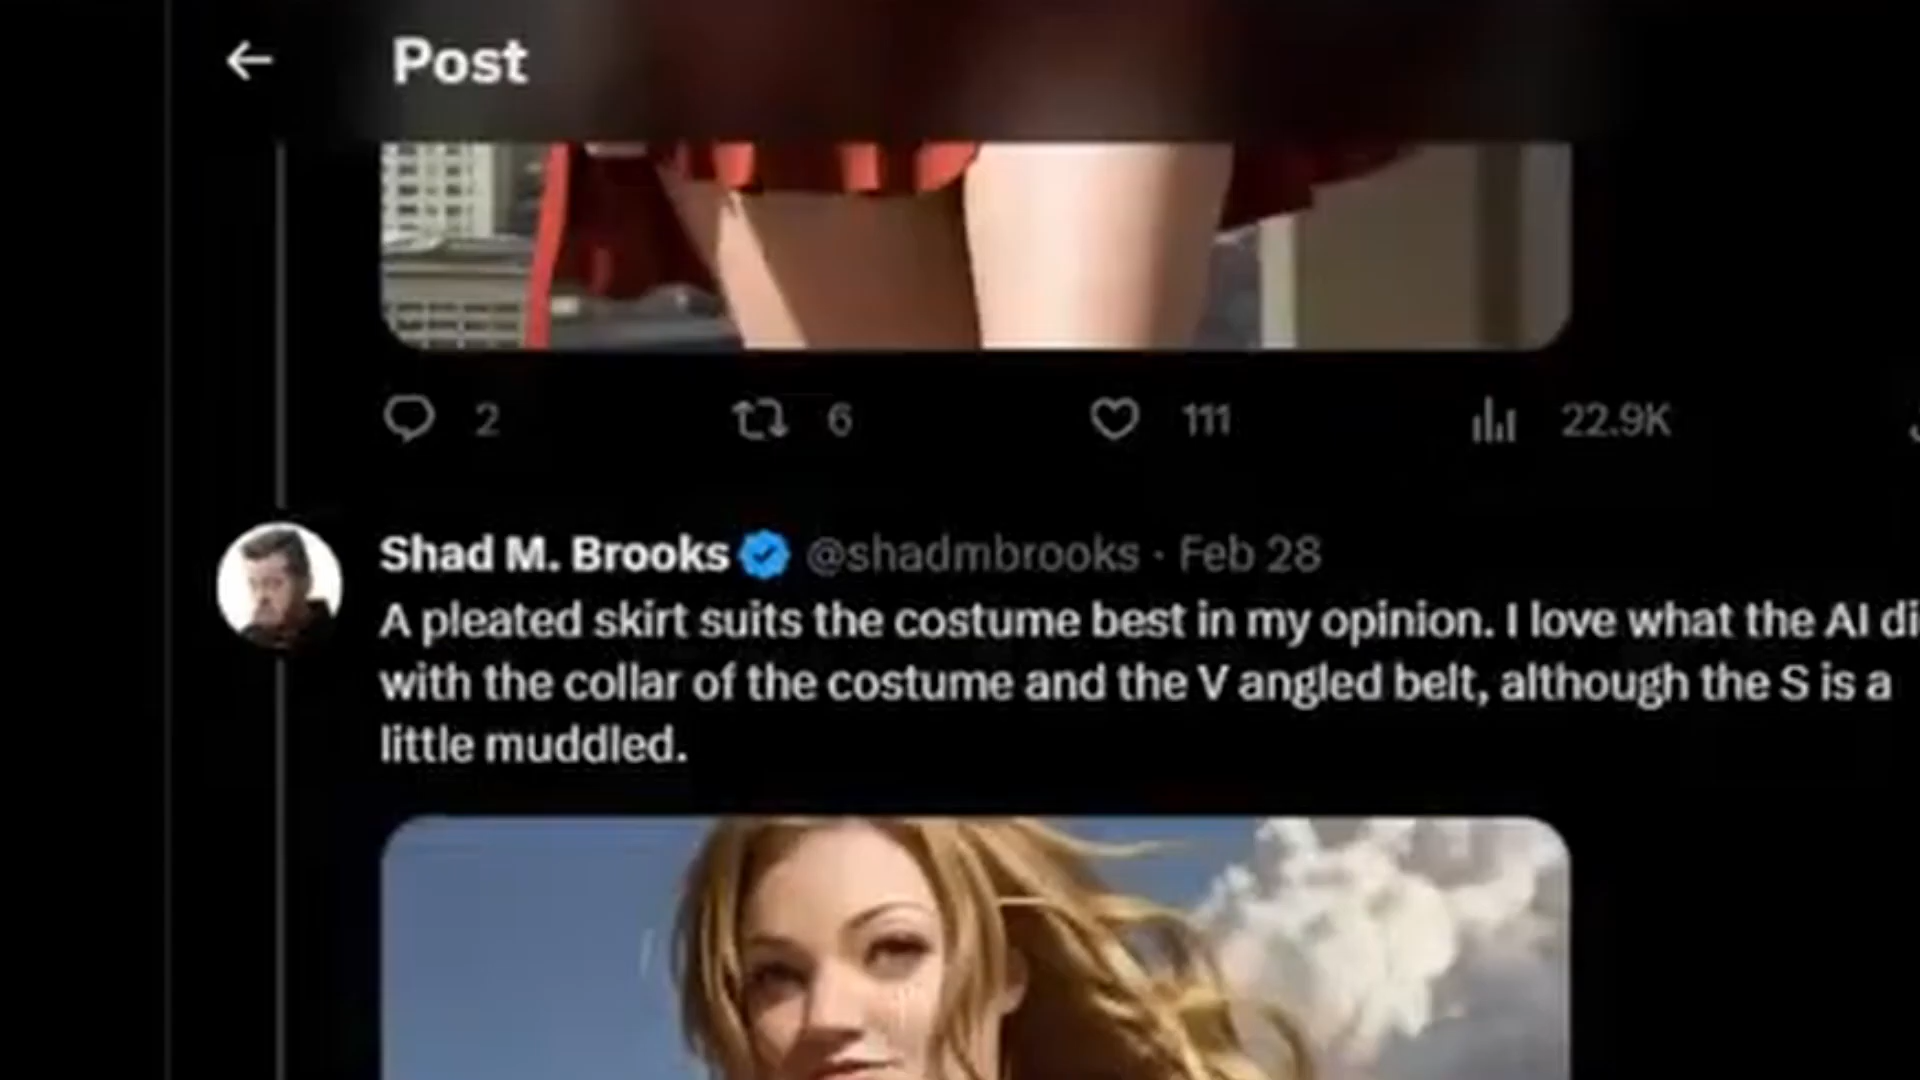 Post
2 6 111 22.9K
Shad M. Brooks @shadmbrooks · Feb 28
A pleated skirt suits the costume best in my opinion. I love what the AI di
with the collar of the costume and the V angled belt, although the S is a
little muddled.